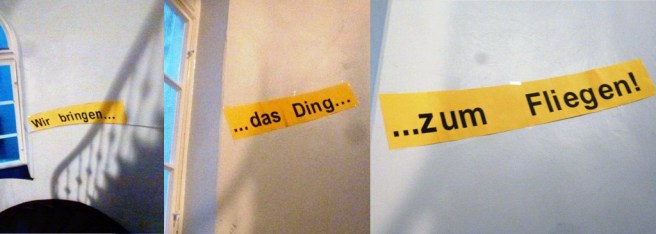 Wir bringen...
...das Ding...
...zum Fliegen!